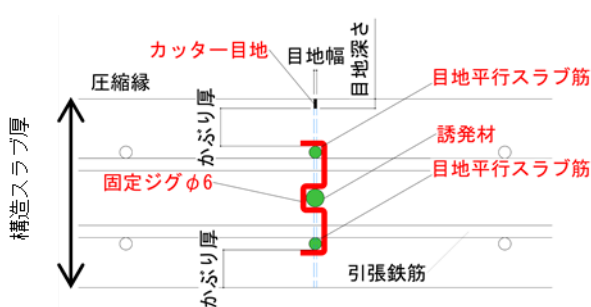 カッター目地
目地幅
目地深さ
圧縮縁
目地平行スラブ筋
かぶり厚
誘発材
構造スラブ厚
固定ジグφ6
目地平行スラブ筋
かぶり厚
引張鉄筋